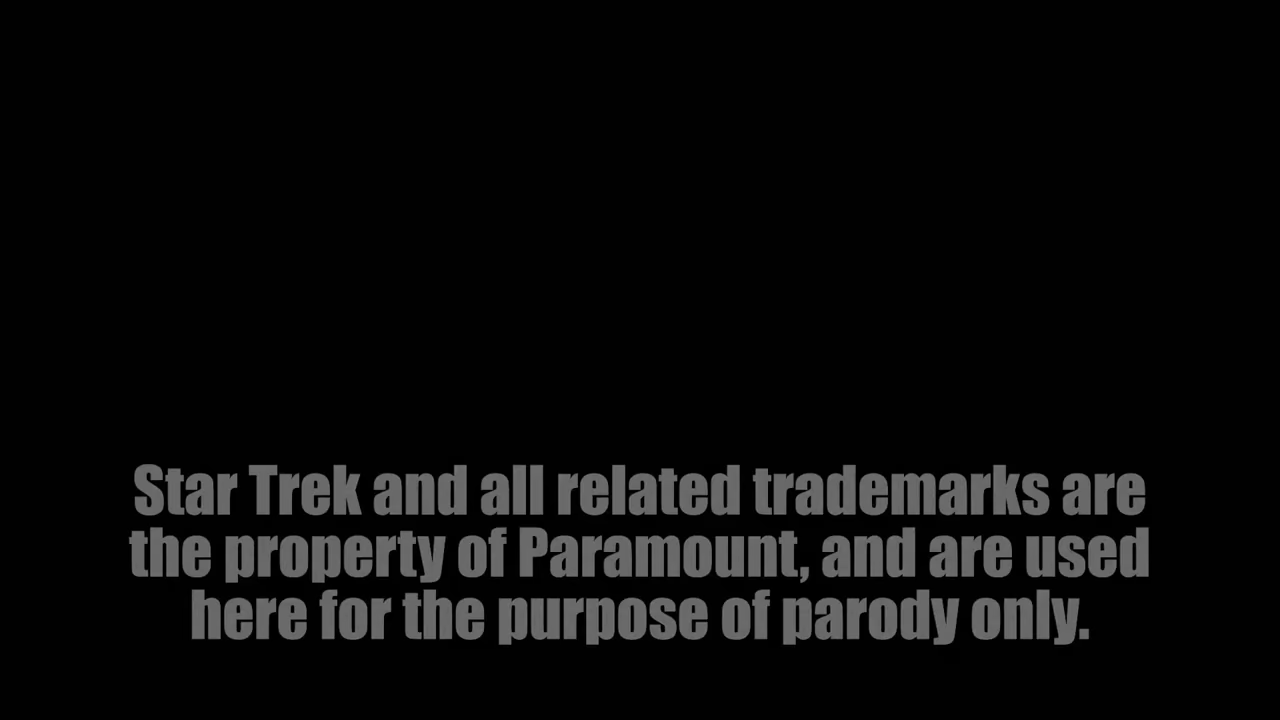 Star Trek and all related trademarks are
the property of Paramount, and are used
here for the purpose of parody only.